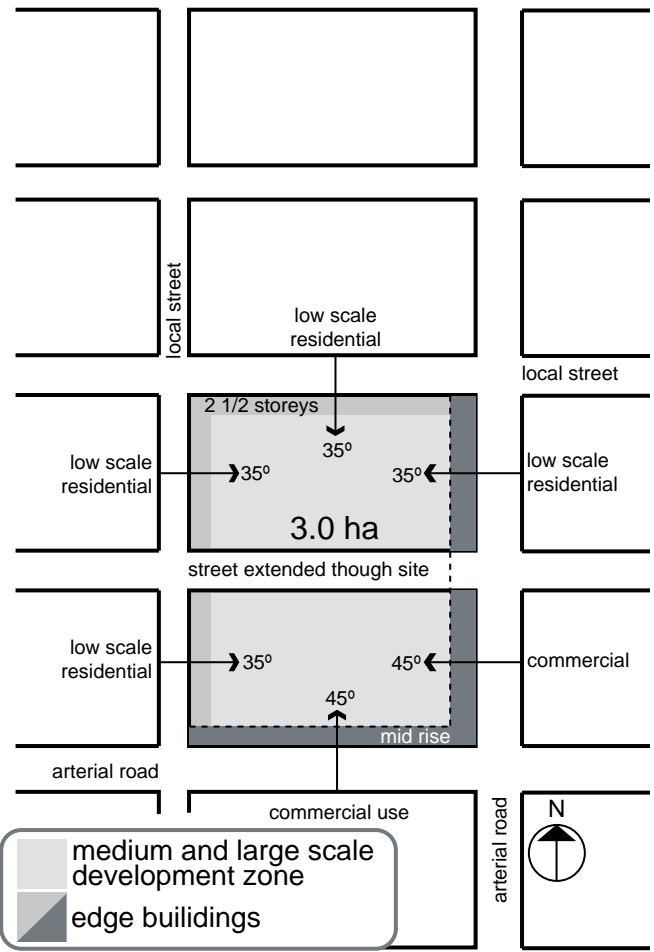 local street
low scale
residential
local street
2 1/2 storeys
35º
low scale
residential
35º
35º
low scale
residential
3.0 ha
street extended though site
low scale
residential
35º
45º
commercial
45º
mid rise
arterial road
commercial use
arterial road
N
medium and large scale
development zone
edge builidings